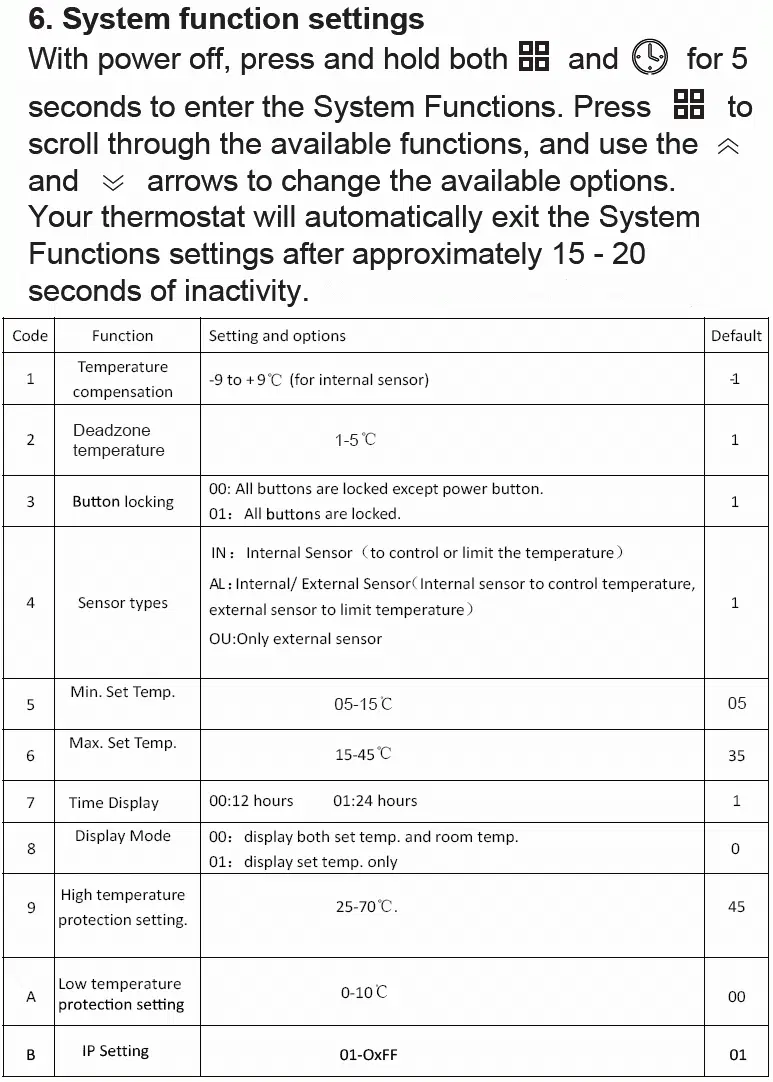 6. System function settings
With power off, press and hold both and for 5
seconds to enter the System Functions. Press to
scroll through the available functions, and use the
and arrows to change the available options.
Your thermostat will automatically exit the System
Functions settings after approximately 15 - 20
seconds of inactivity.
Code Function Setting and options Default
1 Temperature compensation -9 to +9℃ (for internal sensor) -1
2 Deadzone temperature 1-5℃ 1
3 Button locking 00: All buttons are locked except power button.
01: All buttons are locked. 1
4 Sensor types IN: Internal Sensor (to control or limit the temperature)
AL:Internal/ External Sensor(Internal sensor to control temperature,
external sensor to limit temperature)
OU:Only external sensor 1
5 Min. Set Temp. 05-15℃ 05
6 Max. Set Temp. 15-45℃ 35
7 Time Display 00:12 hours 01:24 hours 1
8 Display Mode 00: display both set temp. and room temp.
01: display set temp. only 0
9 High temperature protection setting. 25-70℃. 45
A Low temperature protection setting 0-10℃ 00
B IP Setting 01-OxFF 01